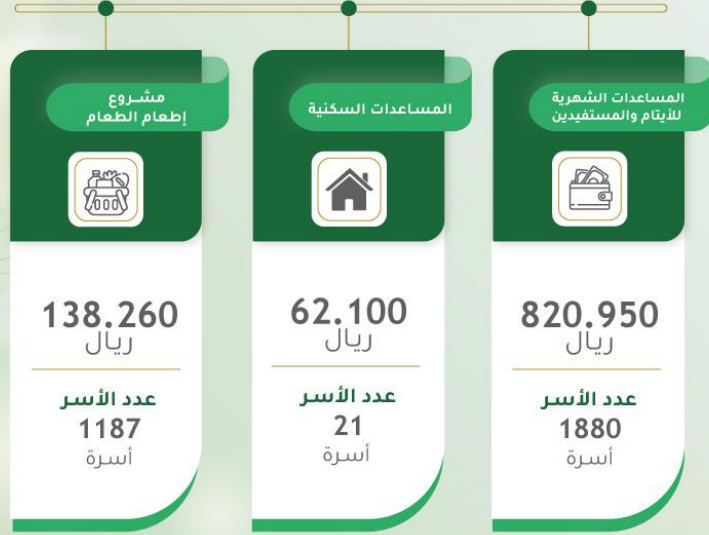 المساعدات الشهرية
للأيتام والمستفيدين
820.950
ريال
عدد الأسر
1880
أسرة
المساعدات السكنية
62.100
ريال
عدد الأسر
21
أسرة
مشــروع
إطعام الطعام
138.260
ريال
عدد الأسر
1187
أسرة